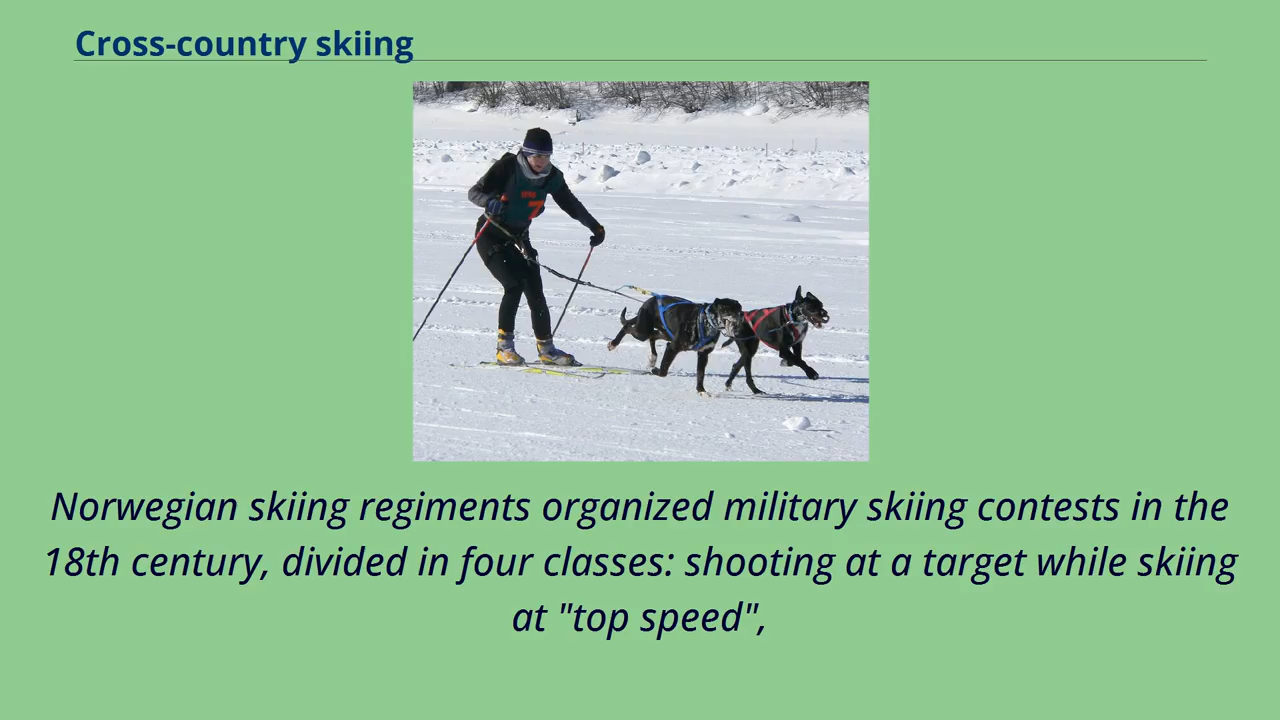 Cross-country skiing
7
Norwegian skiing regiments organized military skiing contests in the
18th century, divided in four classes: shooting at a target while skiing
at "top speed",